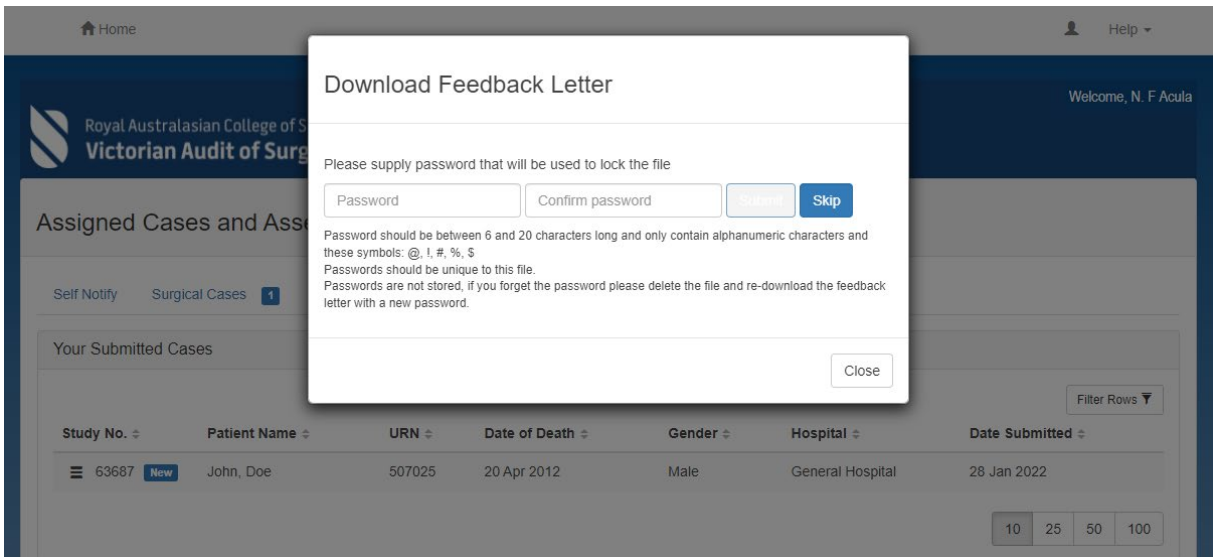 Home
Help
Welcome, N. F Acula
Royal Australasian College of S
Victorian Audit of Surg
Assigned Cases and Asse
Self Notify Surgical Cases 1
Your Submitted Cases
Download Feedback Letter
Please supply password that will be used to lock the file
Password Confirm password Submit Skip
Password should be between 6 and 20 characters long and only contain alphanumeric characters and
these symbols: @, !, #, %, $
Passwords should be unique to this file.
Passwords are not stored, if you forget the password please delete the file and re-download the feedback
letter with a new password.
Close
Filter Rows
Study No. Patient Name URN Date of Death Gender Hospital Date Submitted
63687 New John, Doe 507025 20 Apr 2012 Male General Hospital 28 Jan 2022
10 25 50 100